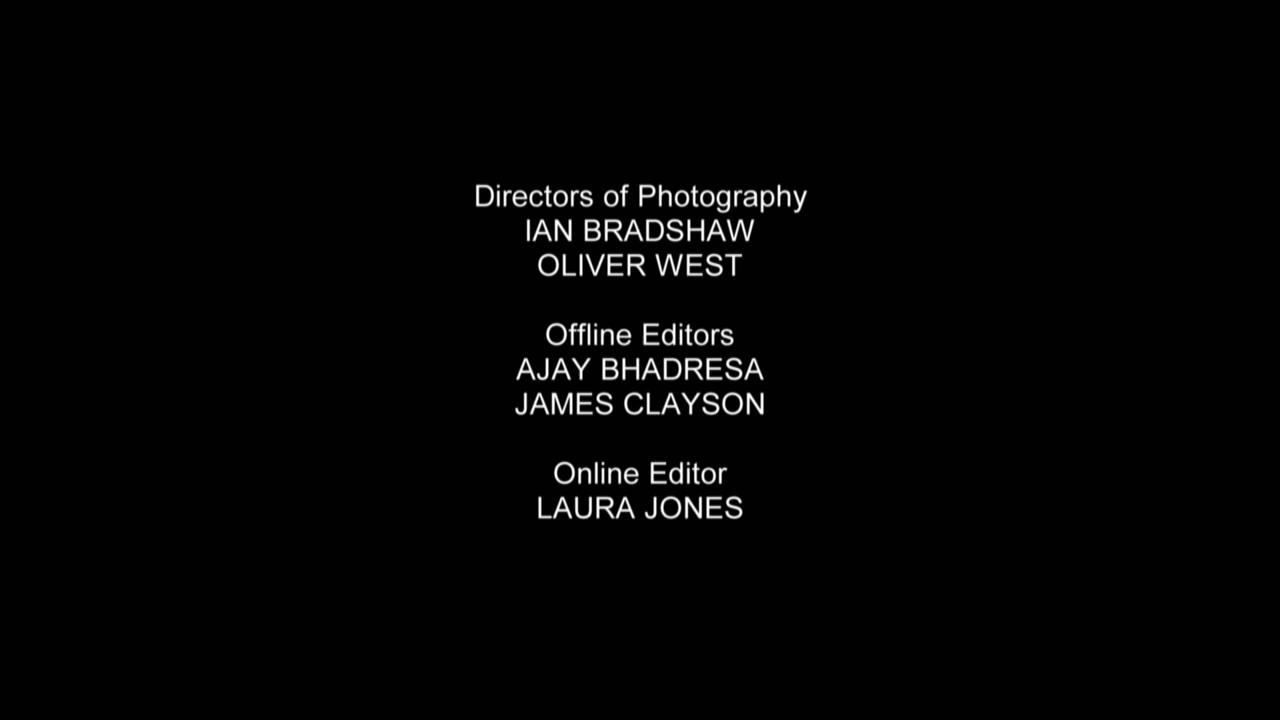 Directors of Photography
IAN BRADSHAW
OLIVER WEST
Offline Editors
AJAY BHADRESA
JAMES CLAYSON
Online Editor
LAURA JONES